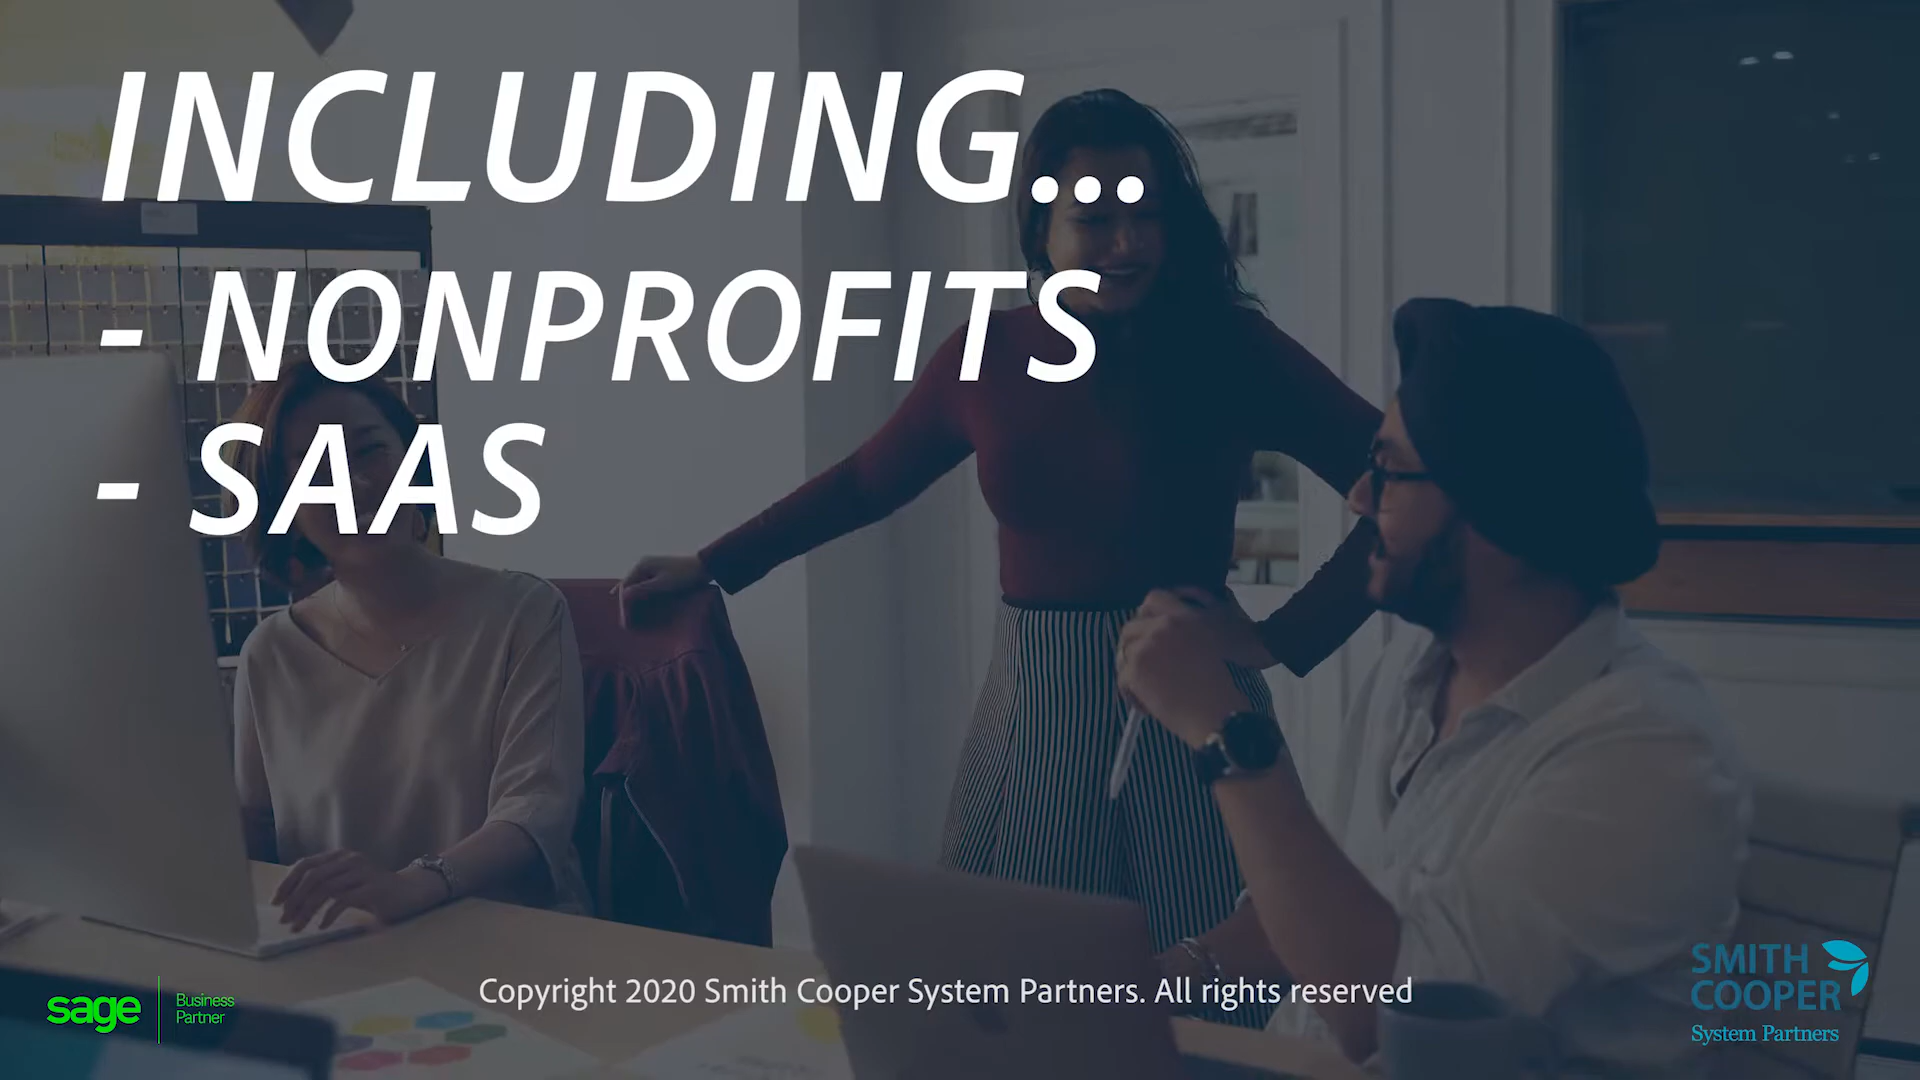 INCLUDING...
- NONPROFITS
- SAAS
Copyright 2020 Smith Cooper System Partners. All rights reserved
sage
Business
Partner
SMITH
COOPER
System Partners